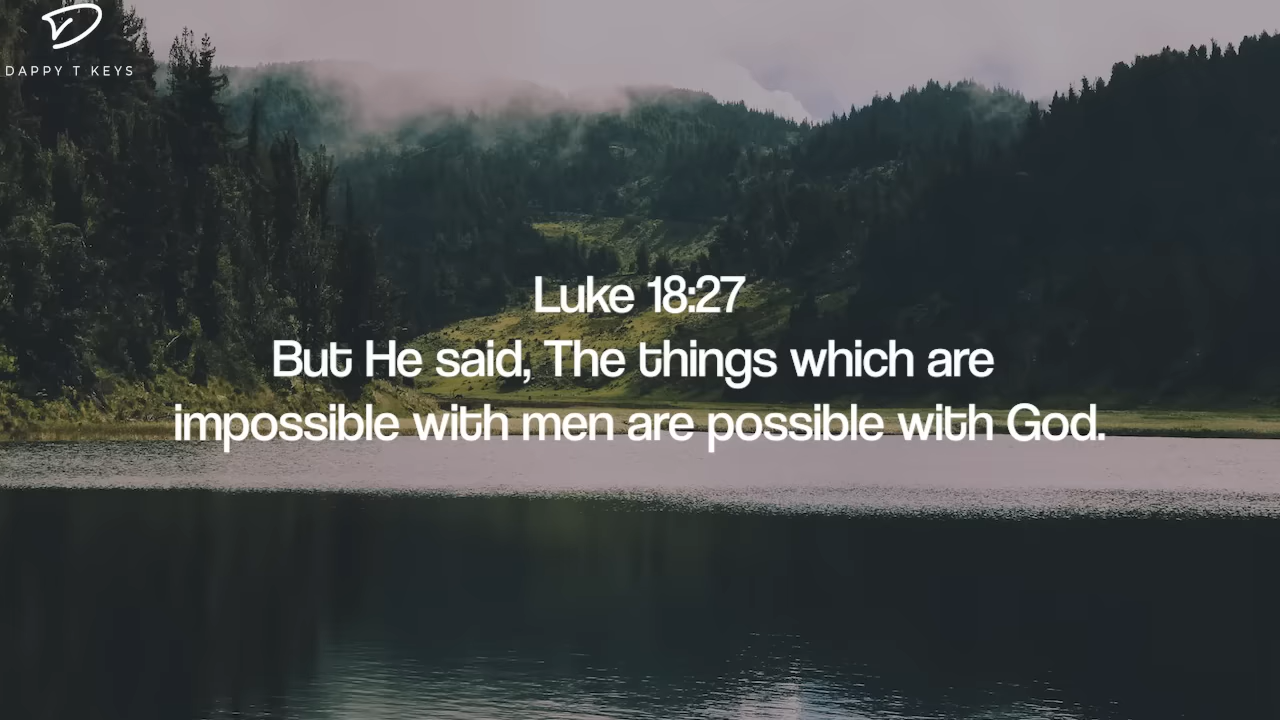 DAPPY T KEYS
Luke 18:27
But He said, The things which are
impossible with men are possible with God.